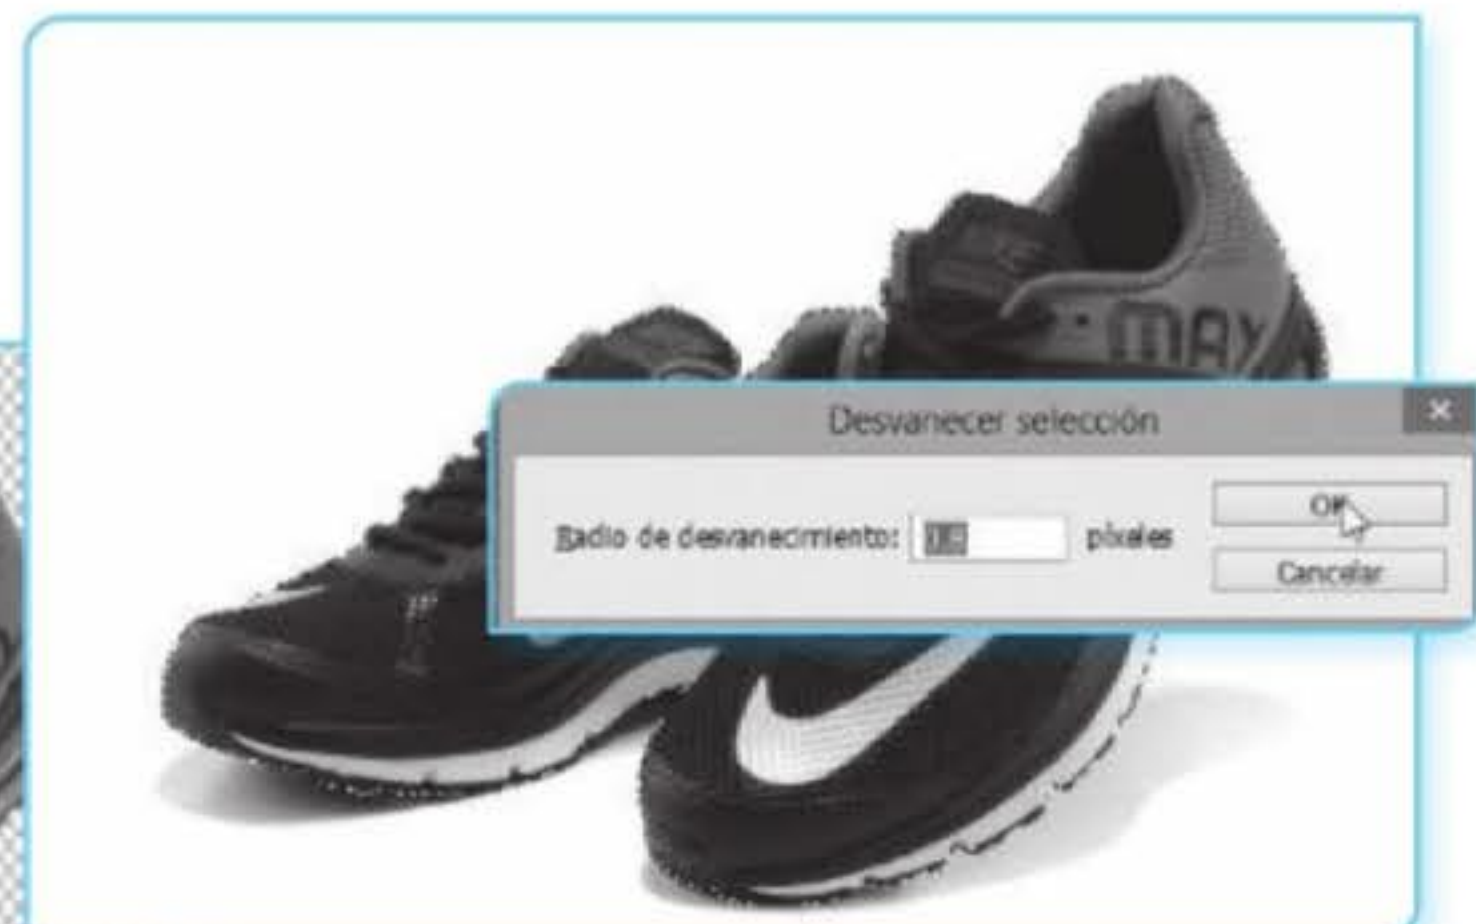 MAX
Desvanecer selección
Radio de desvanecimiento: píxeles
OK
Cancelar